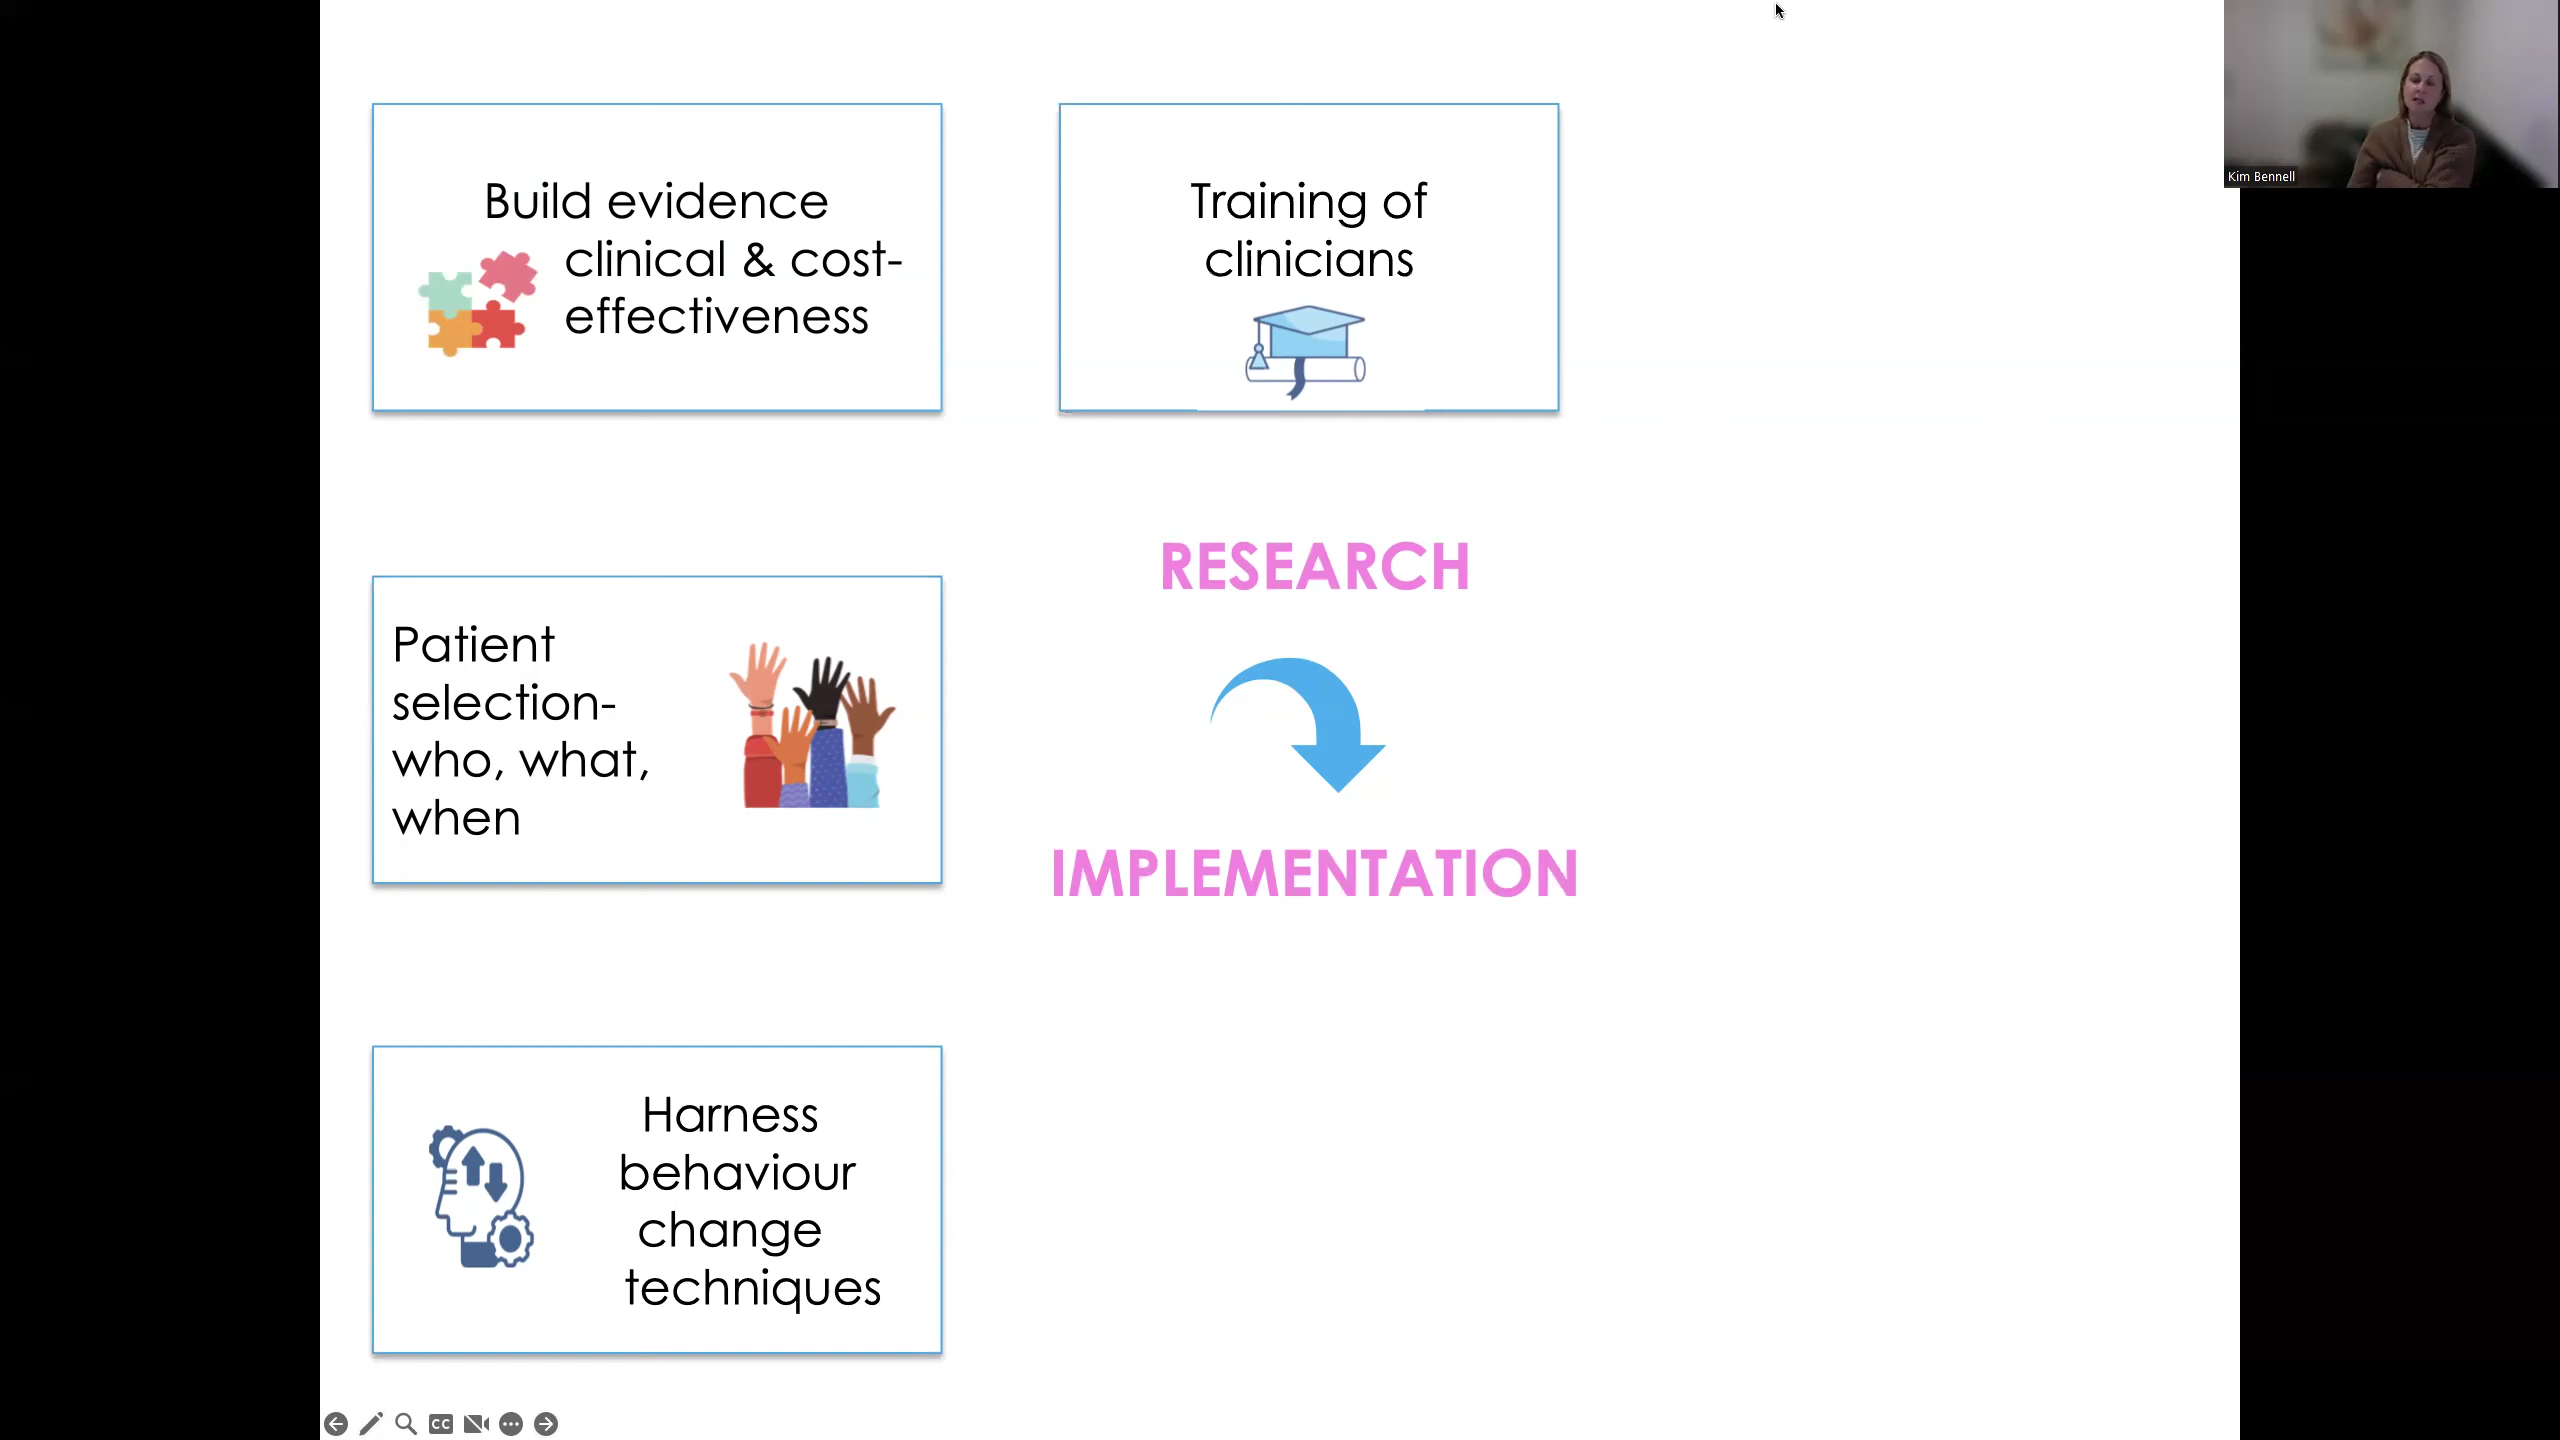 Build evidence
clinical & cost-
effectiveness
Training of
clinicians
Patient
selection-
who, what,
when
RESEARCH
IMPLEMENTATION
Harness
behaviour
change
techniques
Kim Bennell
CC